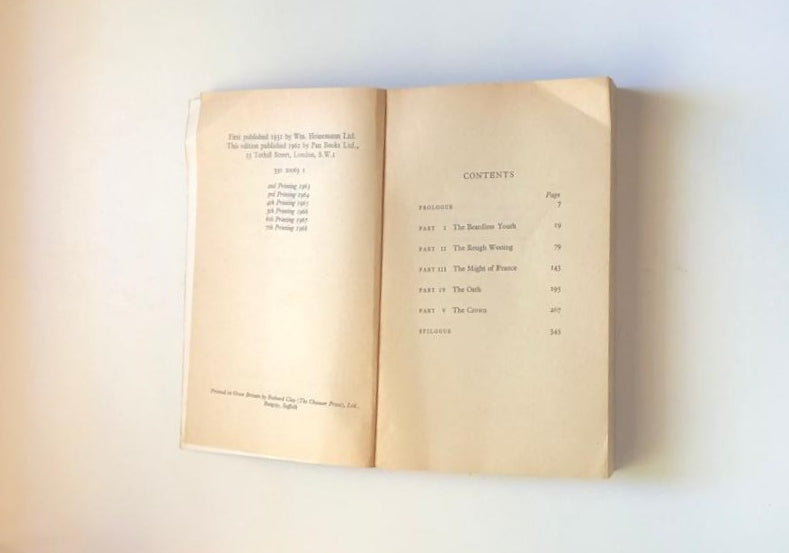 First published 1931 by Wm. Heinemann Ltd.
This edition published 1962 by Pan Books Ltd.,
33 Tothill Street, London, S.W.1
330 20063 1
2nd Printing 1963
3rd Printing 1964
4th Printing 1965
5th Printing 1966
6th Printing 1967
7th Printing 1968
Printed in Great Britain by Richard Clay (The Chaucer Press), Ltd.,
Bungay, Suffolk
CONTENTS
Page
PROLOGUE 7
PART I The Beardless Youth 19
PART II The Rough Wooing 79
PART III The Might of France 143
PART IV The Oath 195
PART V The Crown 267
EPILOGUE 345